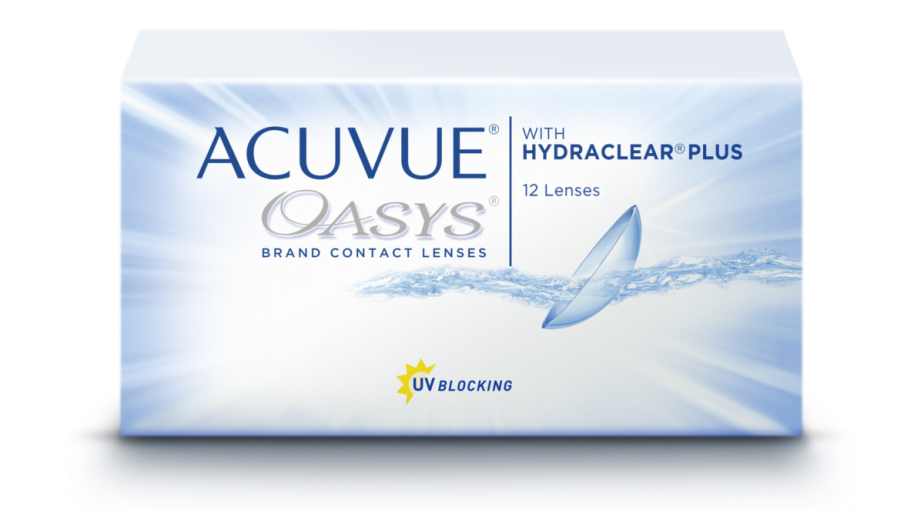 ACUVUE®
OASYS®
BRAND CONTACT LENSES
WITH
HYDRACLEAR® PLUS
12 Lenses
UV BLOCKING